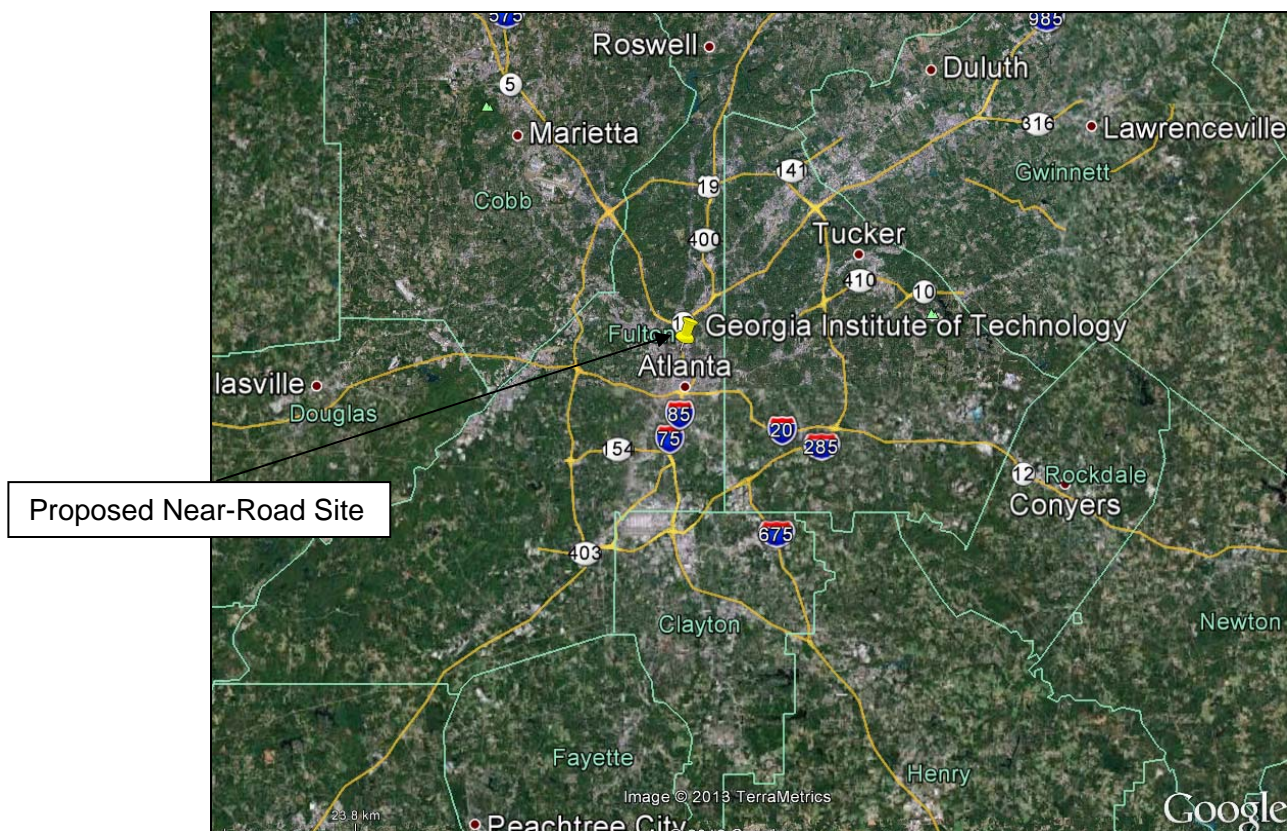 575
985
Roswell
Duluth
5
316
Marietta
Lawrenceville
141
Gwinnett
19
Cobb
400
Tucker
410
10
Fulton
Georgia Institute of Technology
Atlanta
lasville
Douglas
85
75
20
154
285
12
Rockdale
Conyers
Proposed Near-Road Site
675
403
Clayton
Newton
Fayette
Henry
Image © 2013 TerraMetrics
23.8 km
Google
Peachtree City